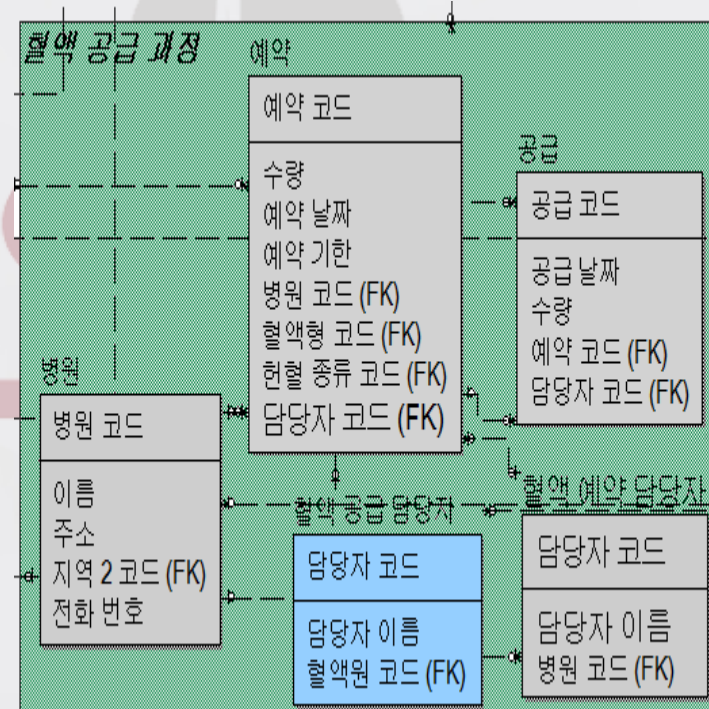 혈액 공급 과정
예약
예약 코드
수량
예약 날짜
예약 기한
병원 코드 (FK)
혈액형 코드 (FK)
헌혈 종류 코드 (FK)
담당자 코드 (FK)
공급
공급 코드
공급 날짜
수량
예약 코드 (FK)
담당자 코드 (FK)
병원
병원 코드
이름
주소
지역 2 코드 (FK)
전화 번호
혈액 공급 담당자
담당자 코드
담당자 이름
혈액원 코드 (FK)
혈액 예약 담당자
담당자 코드
담당자 이름
병원 코드 (FK)